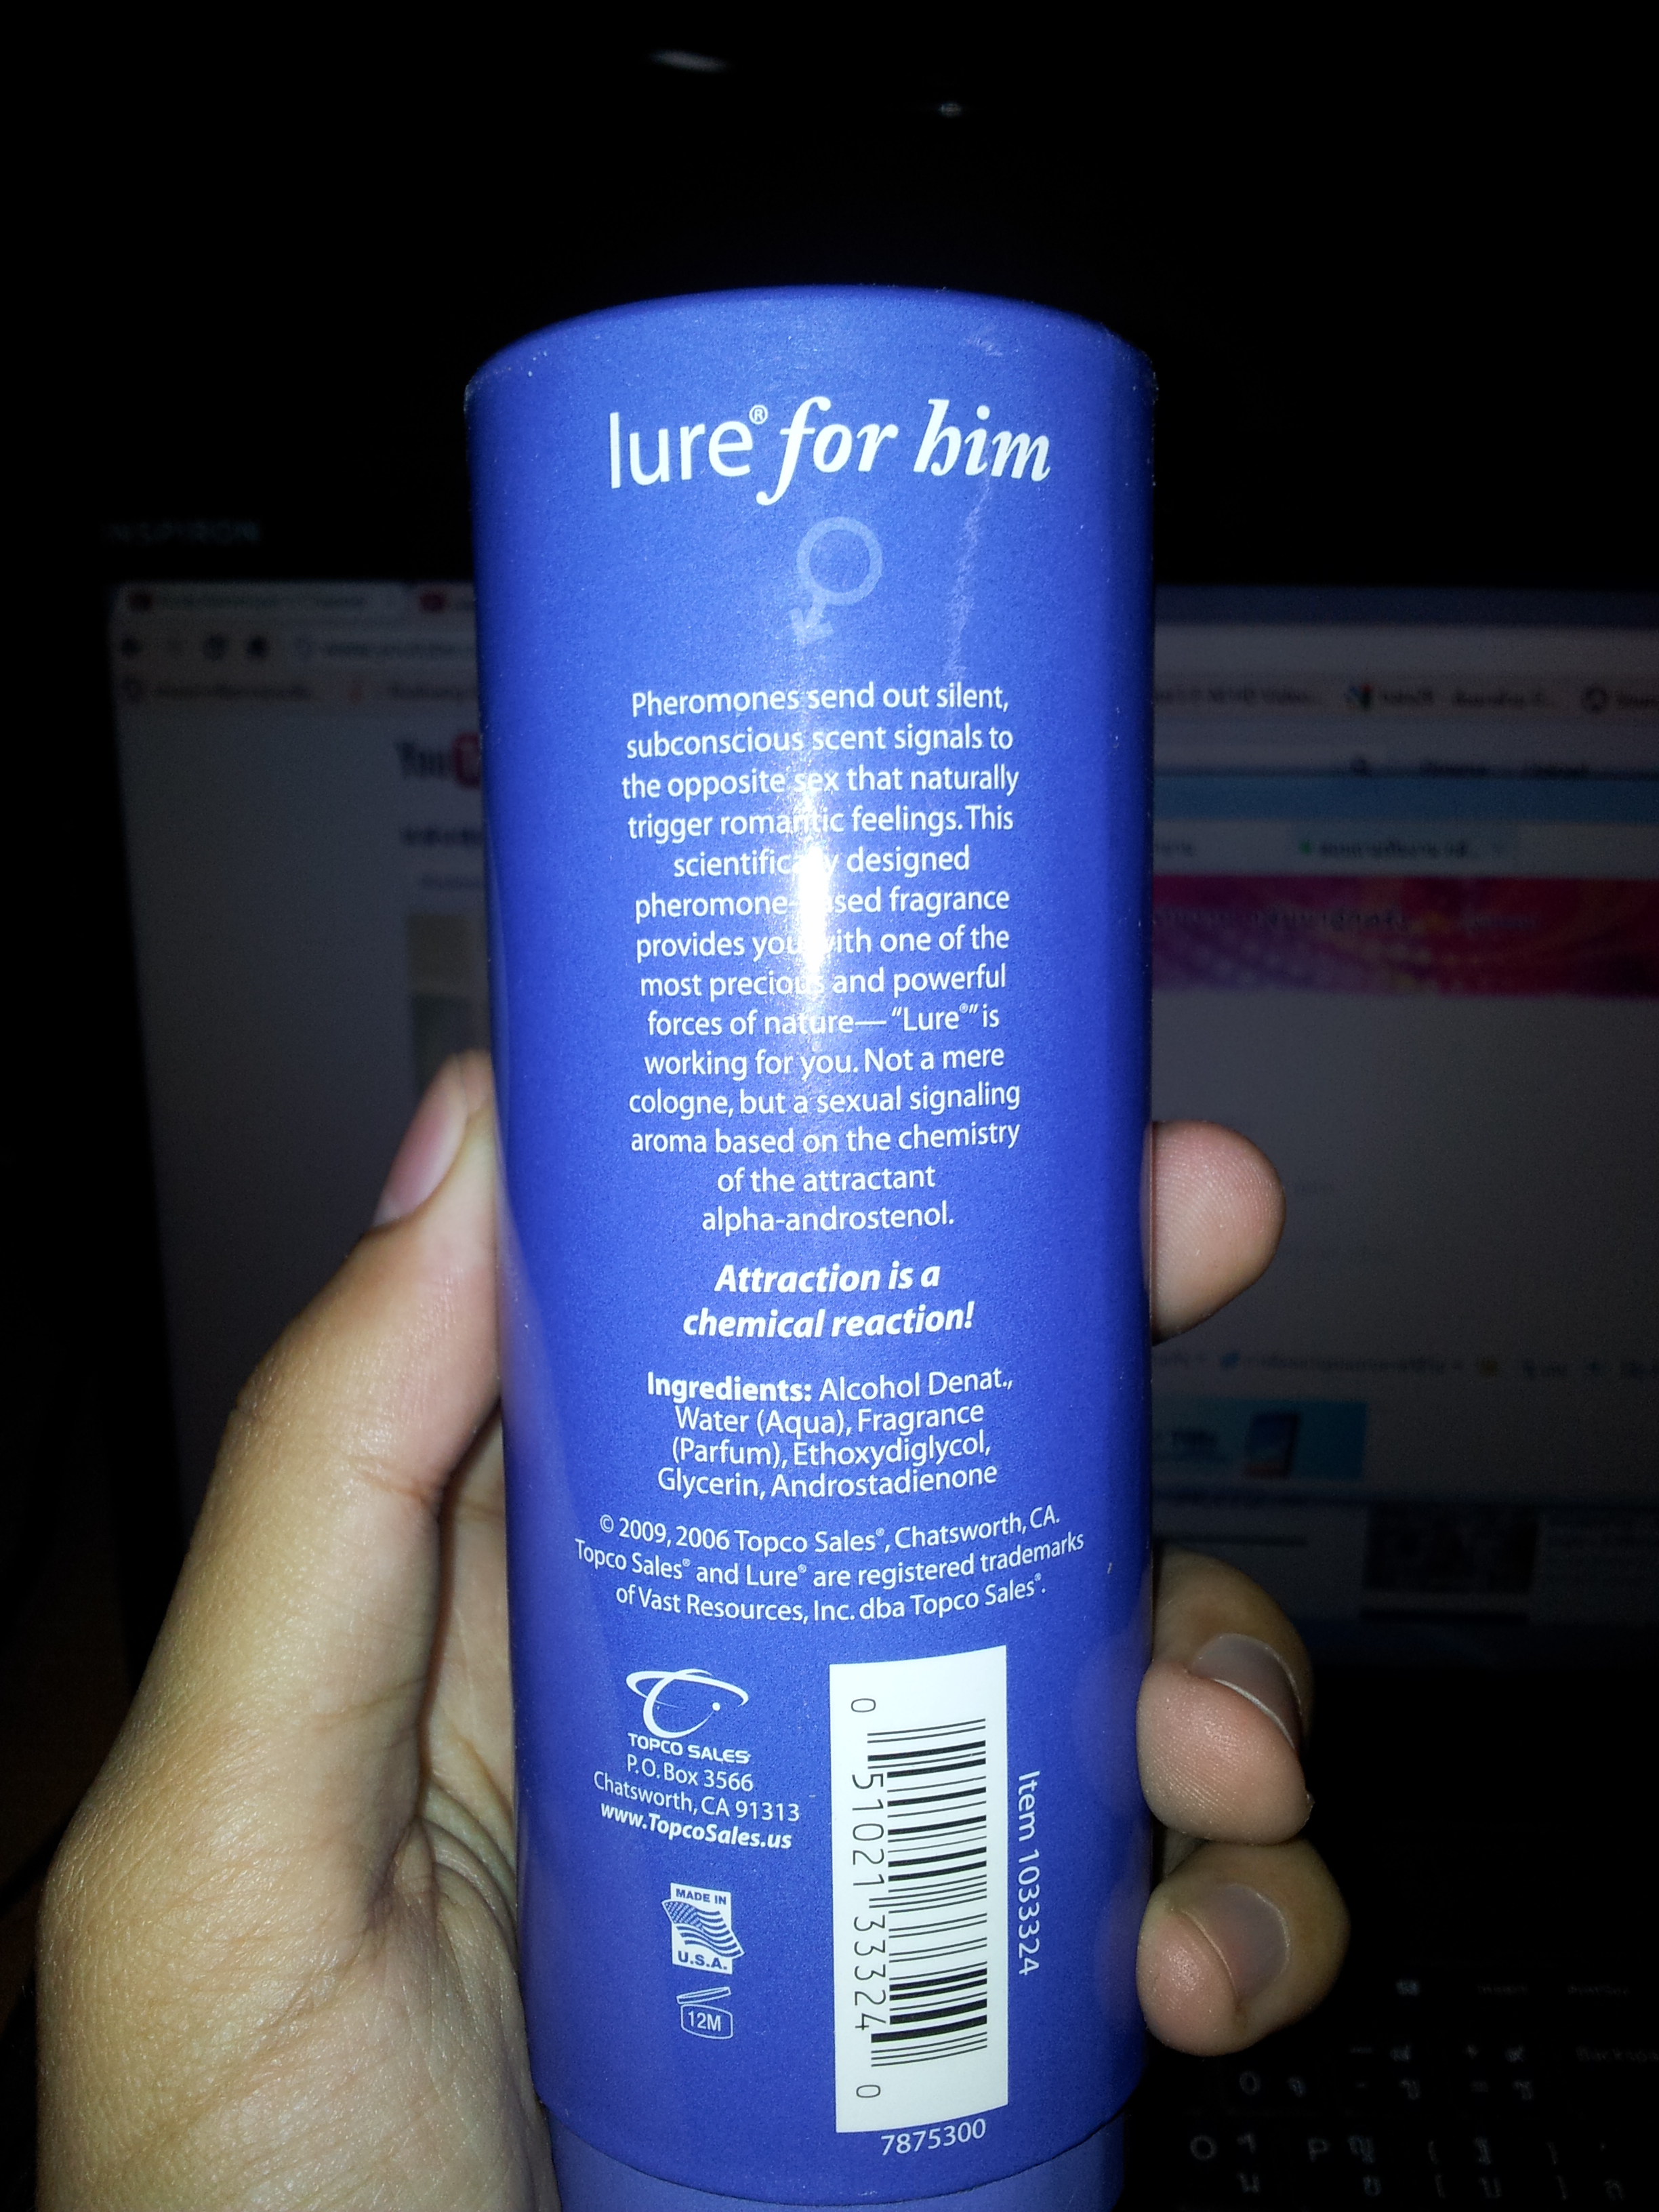 lure® for him
Pheromones send out silent,
subconscious scent signals to
the opposite sex that naturally
trigger romantic feelings. This
scientifically designed
pheromone-based fragrance
provides you with one of the
most precious and powerful
forces of nature—“Lure®” is
working for you. Not a mere
cologne, but a sexual signaling
aroma based on the chemistry
of the attractant
alpha-androstenol.
Attraction is a
chemical reaction!
Ingredients: Alcohol Denat.,
Water (Aqua), Fragrance
(Parfum), Ethoxydiglycol,
Glycerin, Androstadienone
© 2009, 2006 Topco Sales®, Chatsworth, CA.
Topco Sales® and Lure® are registered trademarks
of Vast Resources, Inc. dba Topco Sales®.
TOPCO SALES
P.O. Box 3566
Chatsworth, CA 91313
www.TopcoSales.us
MADE IN
U.S.A.
12M
0 51021 33324 0
Item 1033324
7875300
INSPIRON
You